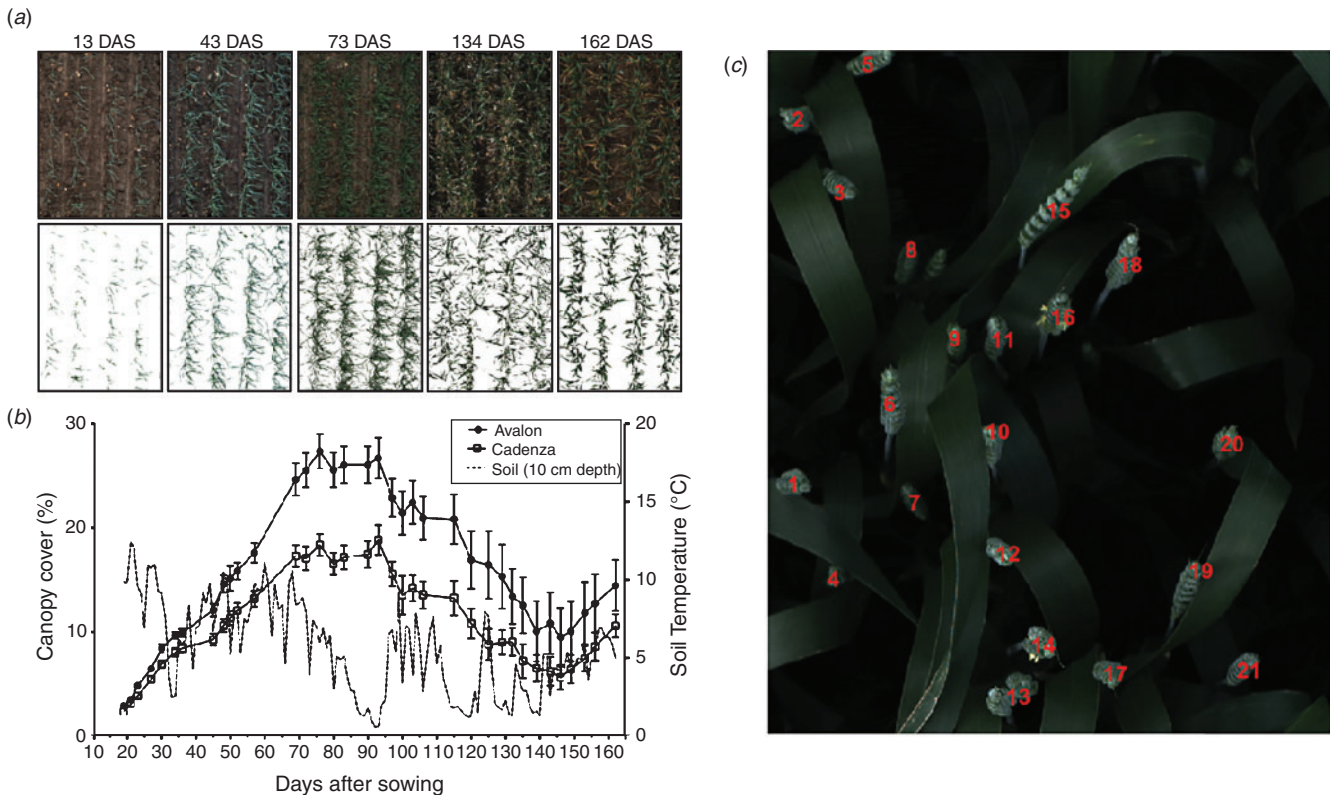 (a)
13 DAS 43 DAS 73 DAS 134 DAS 162 DAS
(b)
30 20
20 15
10 10
5
0 0
Canopy cover (%)
Soil Temperature (°C)
Avalon
Cadenza
Soil (10 cm depth)
10 20 30 40 50 60 70 80 90 100 110 120 130 140 150 160
Days after sowing
(c)
5
2
3
15
8
18
16
9
11
6
10
20
1
7
12
4
19
14
17
21
13